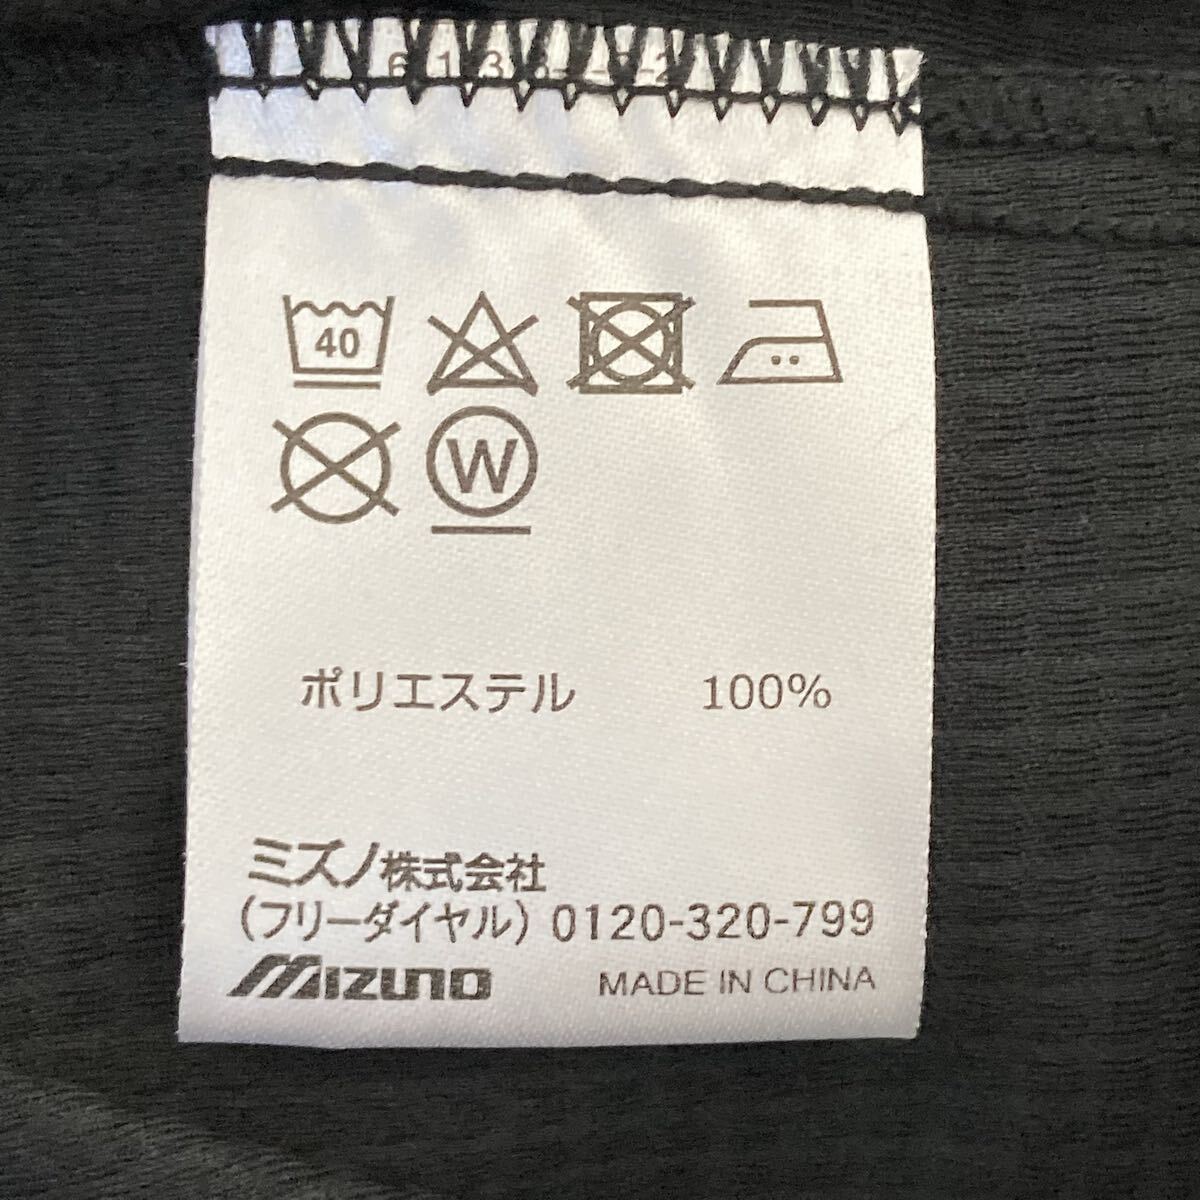 40
W
ポリエステル 100%
ミズノ株式会社
(フリーダイヤル) 0120-320-799
MIZUNO MADE IN CHINA